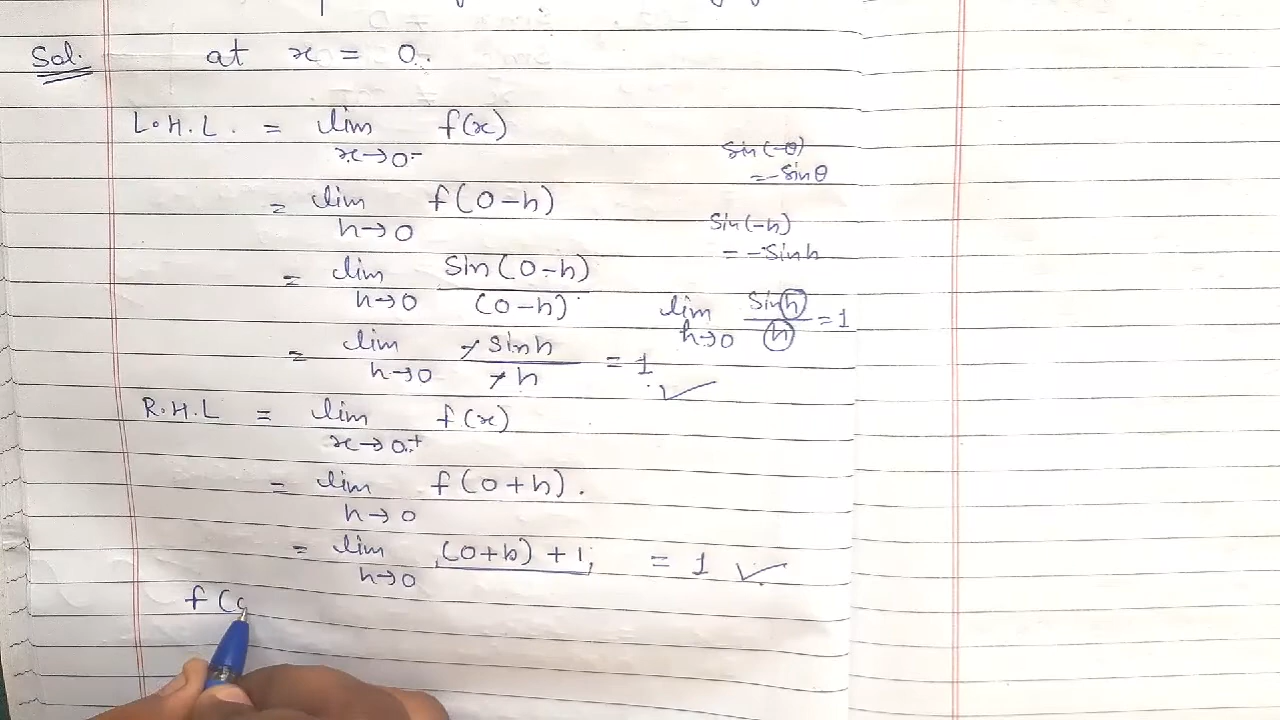 Sol. at x = 0.
L.H.L. = lim x→0- f(x)
sin(-θ)
= -sinθ
= lim h→0 f(0-h)
sin(-h)
= -sinh
= lim h→0 sin(0-h)/(0-h)
lim h→0 sinh/h = 1
= lim h→0 -sinh/-h = 1 ✓
R.H.L = lim x→0+ f(x)
= lim h→0 f(0+h).
= lim h→0 (0+h)+1 = 1 ✓
f(